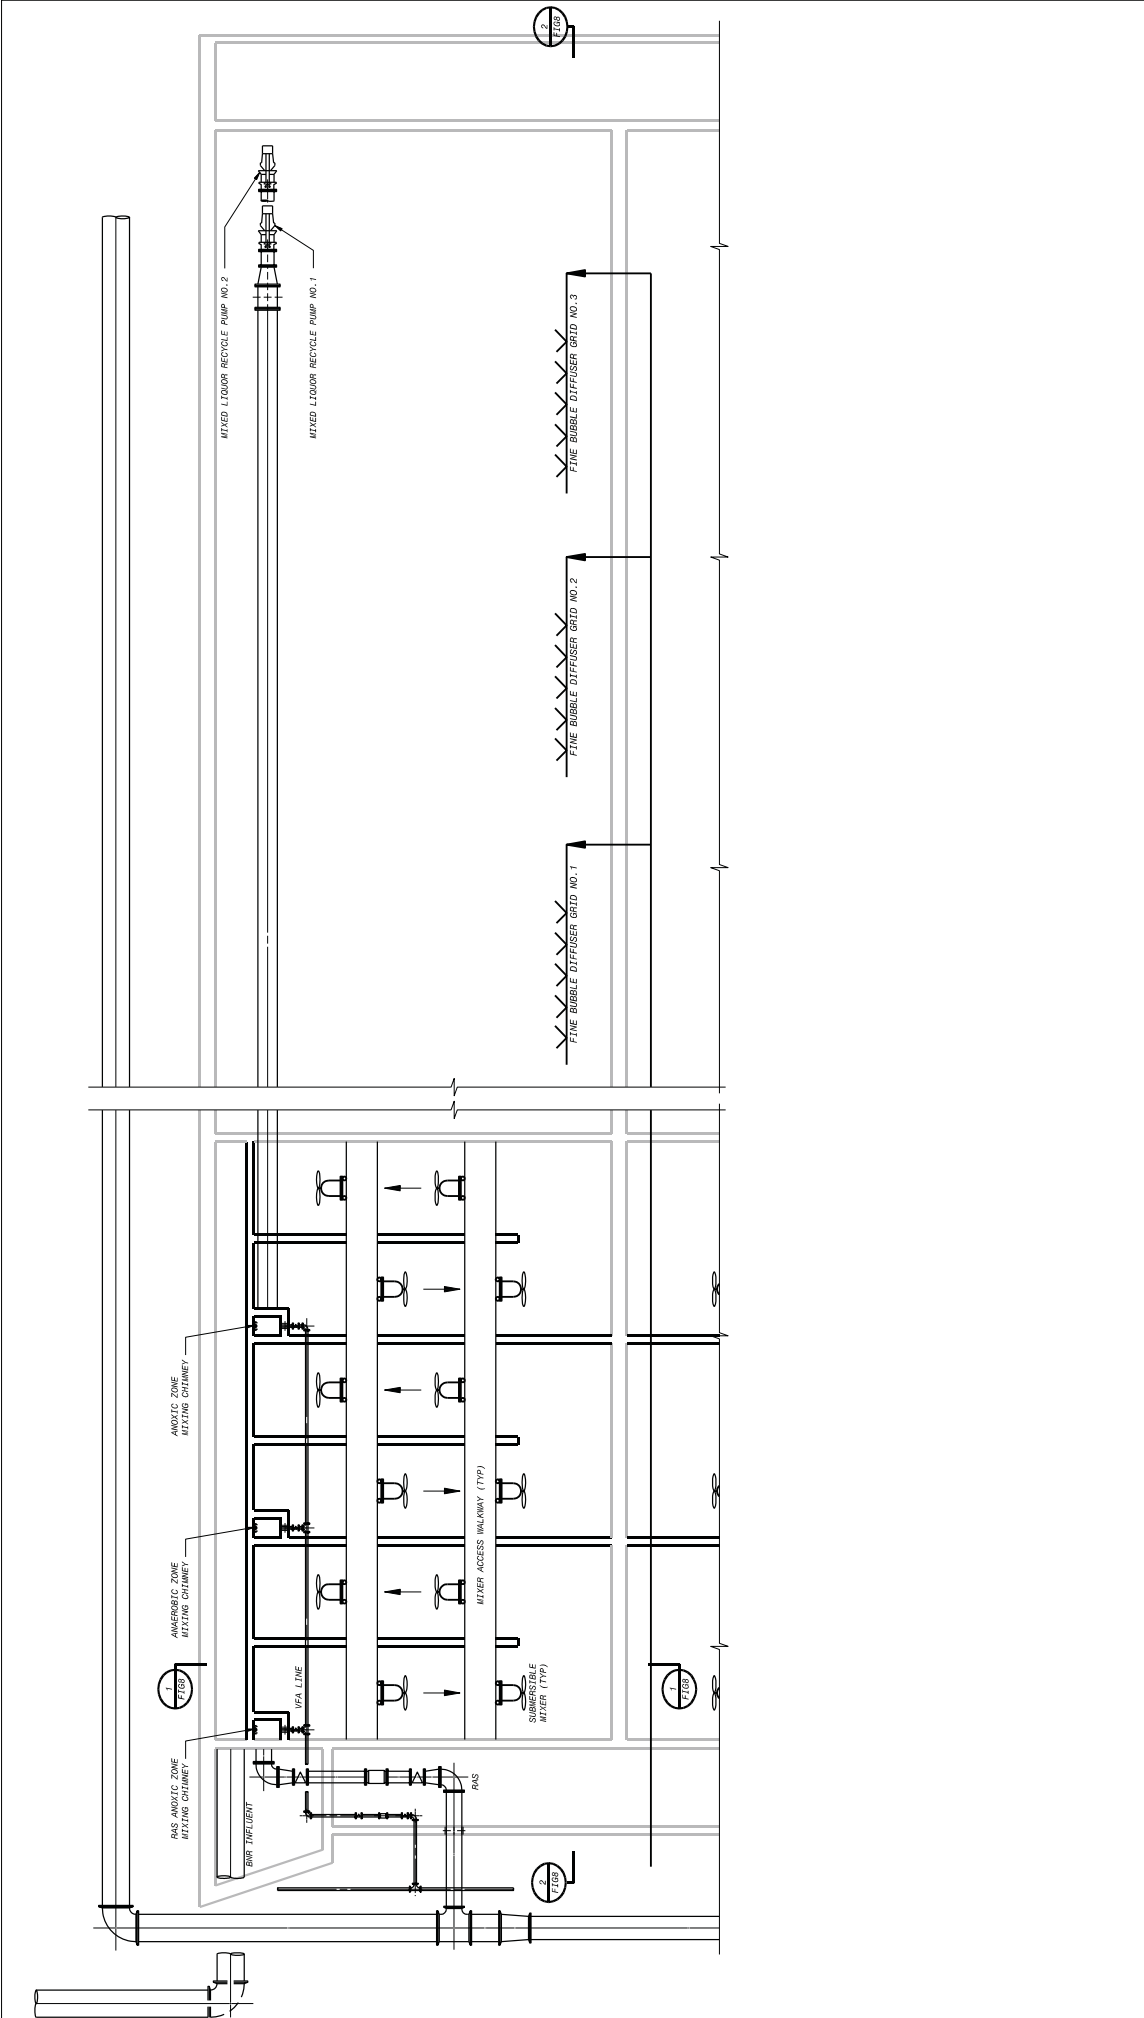 2
FIG8
MIXED LIQUOR RECYCLE PUMP NO.2
MIXED LIQUOR RECYCLE PUMP NO.1
FINE BUBBLE DIFFUSER GRID NO.3
FINE BUBBLE DIFFUSER GRID NO.2
FINE BUBBLE DIFFUSER GRID NO.1
ANOXIC ZONE
MIXING CHIMNEY
MIXER ACCESS WALKWAY (TYP)
ANAEROBIC ZONE
MIXING CHIMNEY
1
FIG8
VFA LINE
SUBMERSIBLE
MIXER (TYP)
1
FIG8
RAS ANOXIC ZONE
MIXING CHIMNEY
BNR INFLUENT
RAS
2
FIG8